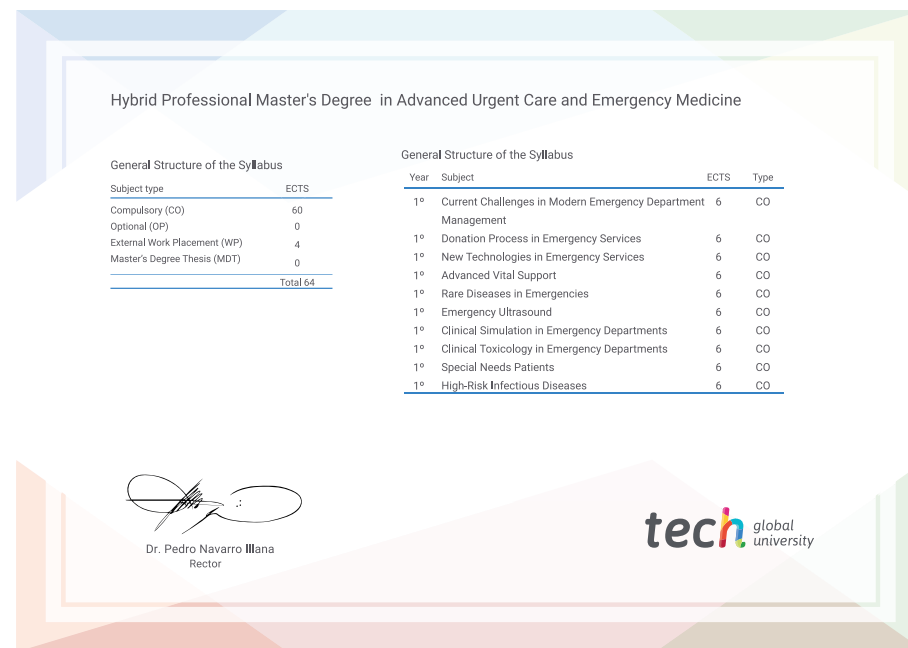 Hybrid Professional Master's Degree in Advanced Urgent Care and Emergency Medicine
General Structure of the Syllabus
Subject type ECTS
Compulsory (CO) 60
Optional (OP) 0
External Work Placement (WP) 4
Master's Degree Thesis (MDT) 0
Total 64
General Structure of the Syllabus
Year Subject ECTS Type
1º Current Challenges in Modern Emergency Department 6 CO
Management
1º Donation Process in Emergency Services 6 CO
1º New Technologies in Emergency Services 6 CO
1º Advanced Vital Support 6 CO
1º Rare Diseases in Emergencies 6 CO
1º Emergency Ultrasound 6 CO
1º Clinical Simulation in Emergency Departments 6 CO
1º Clinical Toxicology in Emergency Departments 6 CO
1º Special Needs Patients 6 CO
1º High-Risk Infectious Diseases 6 CO
Dr. Pedro Navarro Illana
Rector
tech global
university